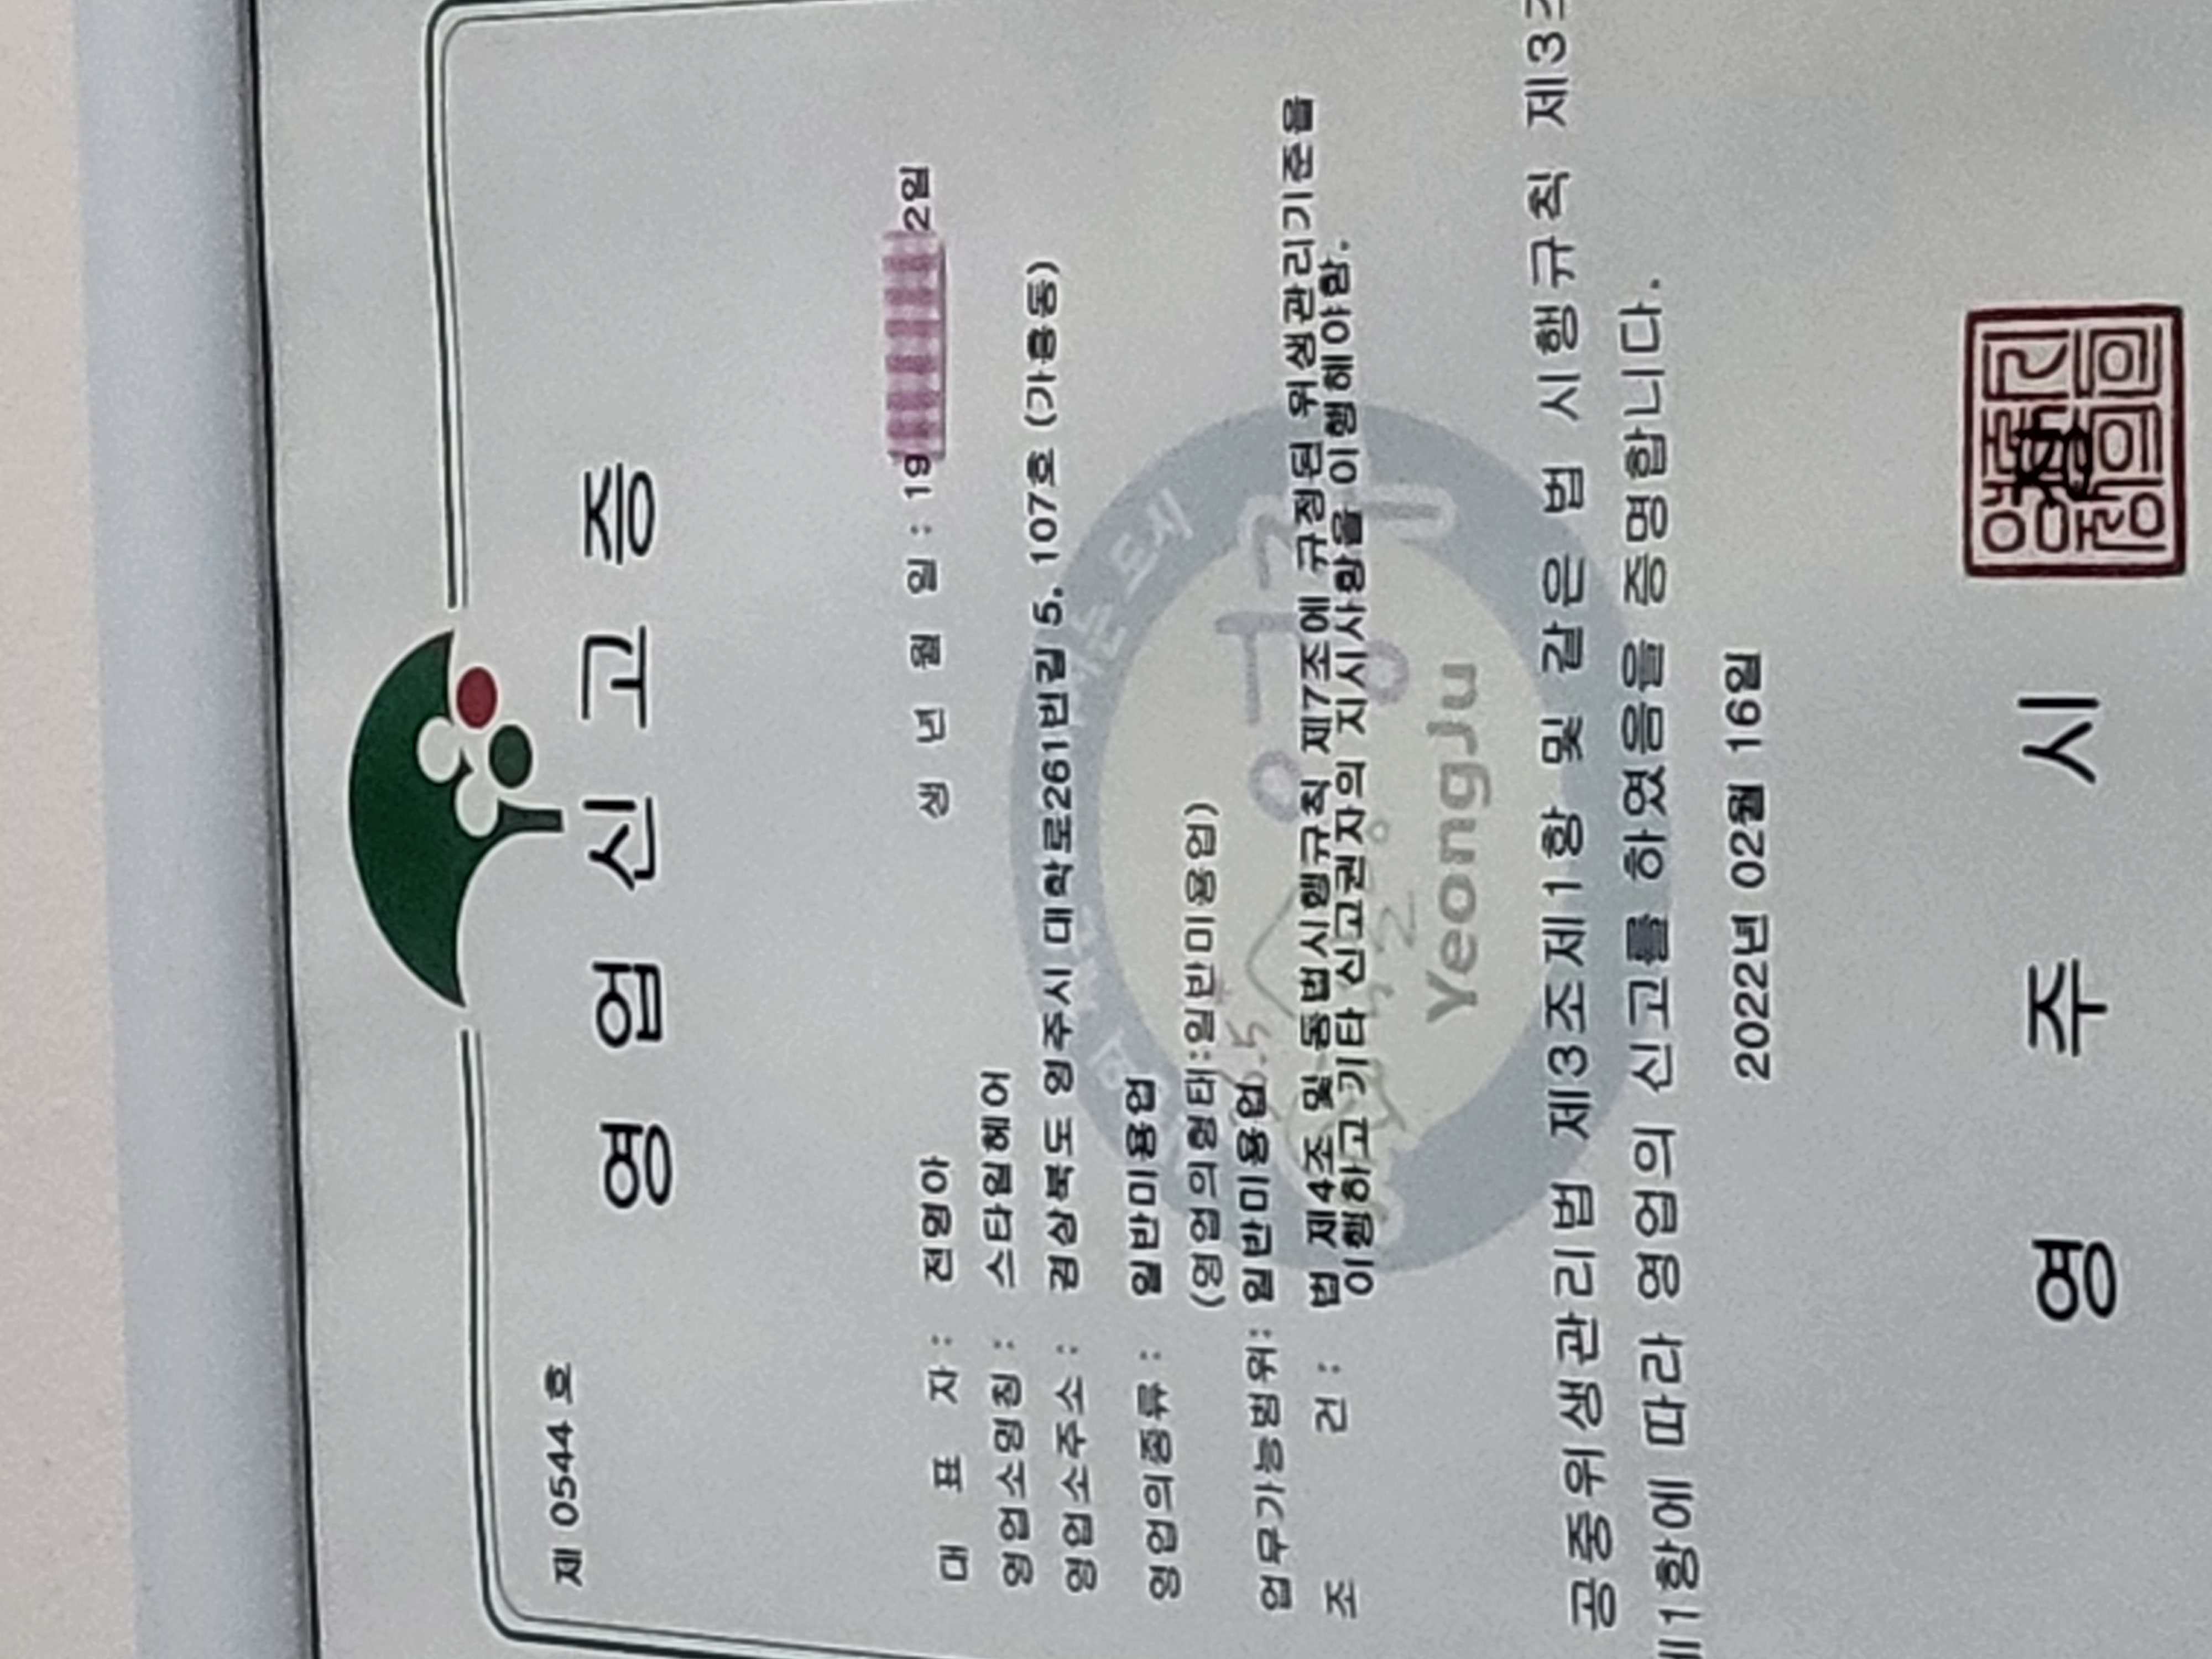 제 0544 호
영 업 신 고 증
대 표 자 : 전영아 생 년 월 일 : 19 2일
영업소명칭 : 스타일헤어
영업소주소 : 경상북도 영주시 대학로261번길 5, 107호 (가흥동)
영업의종류 : 일반미용업
(영업의형태:일반미용업)
업무가능범위: 일반미용업
조 건 : 법 제4조 및 동법시행규칙 제7조에 규정된 위생관리기준을
이행하고 기타 신고권자의 지시사항을 이행해야함.
YeongJu
공중위생관리법 제3조제1항 및 같은 법 시행규칙 제3조
제1항에 따라 영업의 신고를 하였음을 증명합니다.
2022년 02월 16일
영 주 시 장